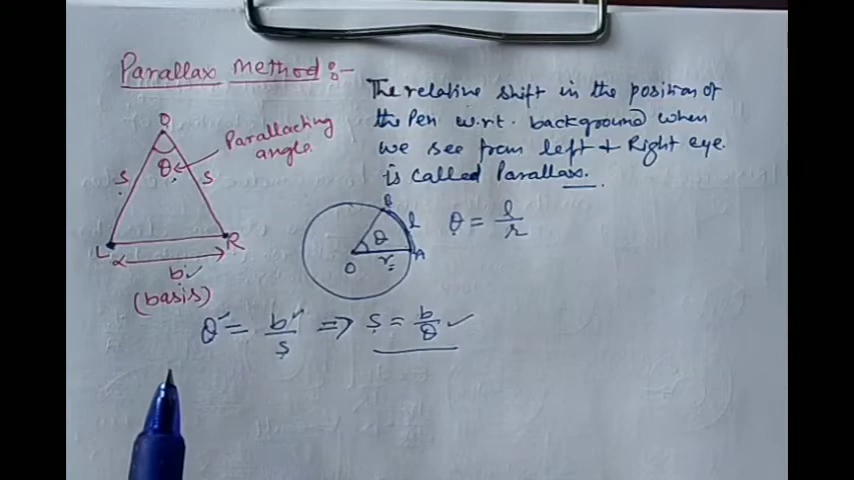 Parallax method :-
The relative shift in the position of
the Pen w.r.t. background when
we see from left & Right eye.
is called Parallax.
O
Parallacting
angle.
θ
S
S
L
R
b
(basis)
B
l
θ
O
r
A
θ = l/r
θ = b/s ⇒ s = b/θ